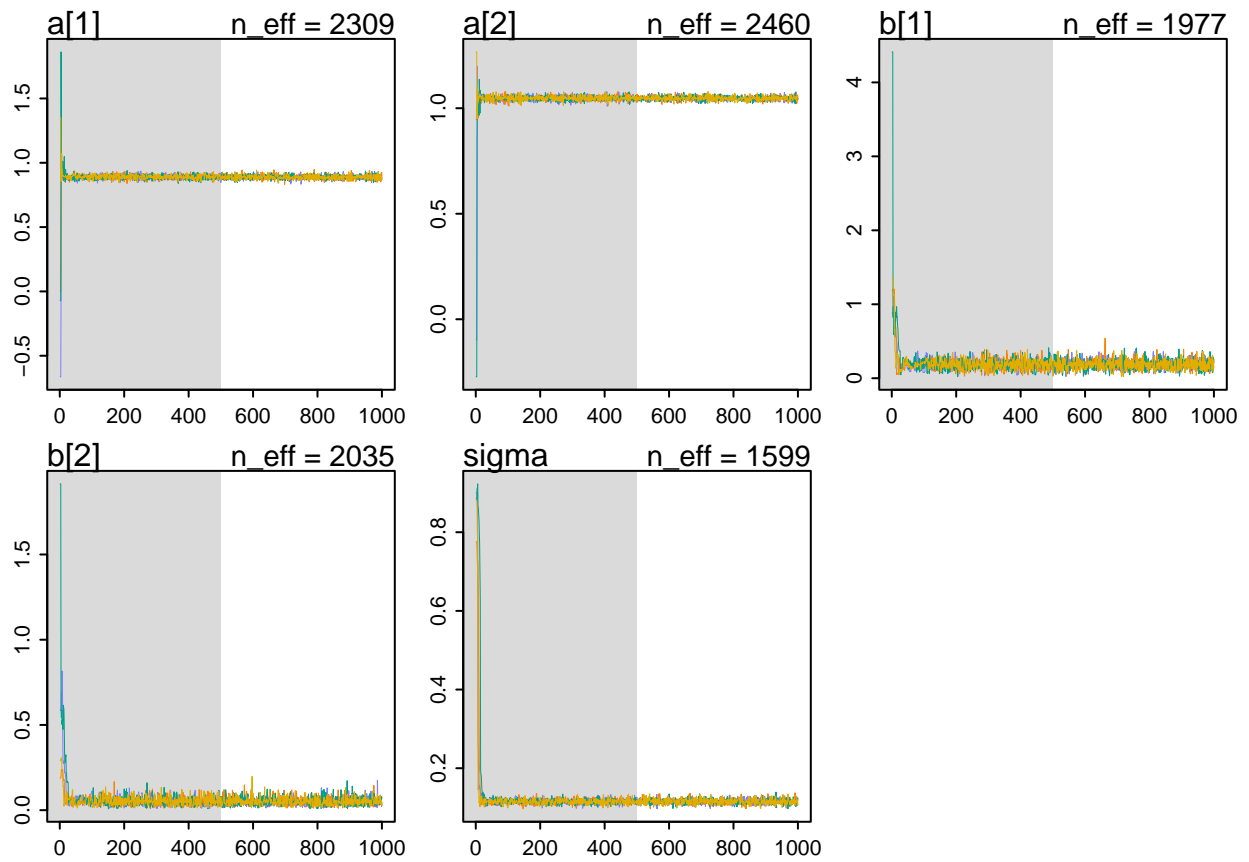 a[1] n_eff = 2309
−0.5 0.0 0.5 1.0 1.5
0 200 400 600 800 1000
a[2] n_eff = 2460
0.0 0.5 1.0
0 200 400 600 800 1000
b[1] n_eff = 1977
0 1 2 3 4
0 200 400 600 800 1000
b[2] n_eff = 2035
0.0 0.5 1.0 1.5
0 200 400 600 800 1000
sigma n_eff = 1599
0.2 0.4 0.6 0.8
0 200 400 600 800 1000